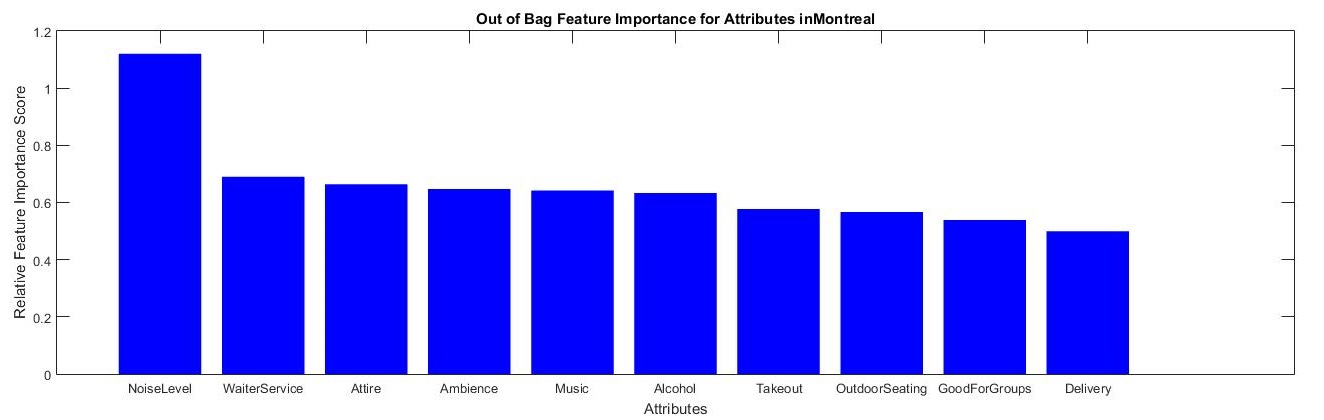 Out of Bag Feature Importance for Attributes inMontreal
Relative Feature Importance Score
1.2
1
0.8
0.6
0.4
0.2
0
NoiseLevel WaiterService Attire Ambience Music Alcohol Takeout OutdoorSeating GoodForGroups Delivery
Attributes